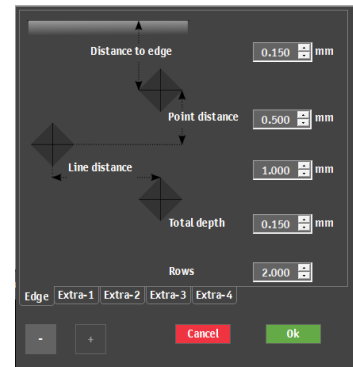 Distance to edge 0.150 mm
Point distance 0.500 mm
Line distance 1.000 mm
Total depth 0.150 mm
Rows 2.000
Edge Extra-1 Extra-2 Extra-3 Extra-4
- + Cancel Ok